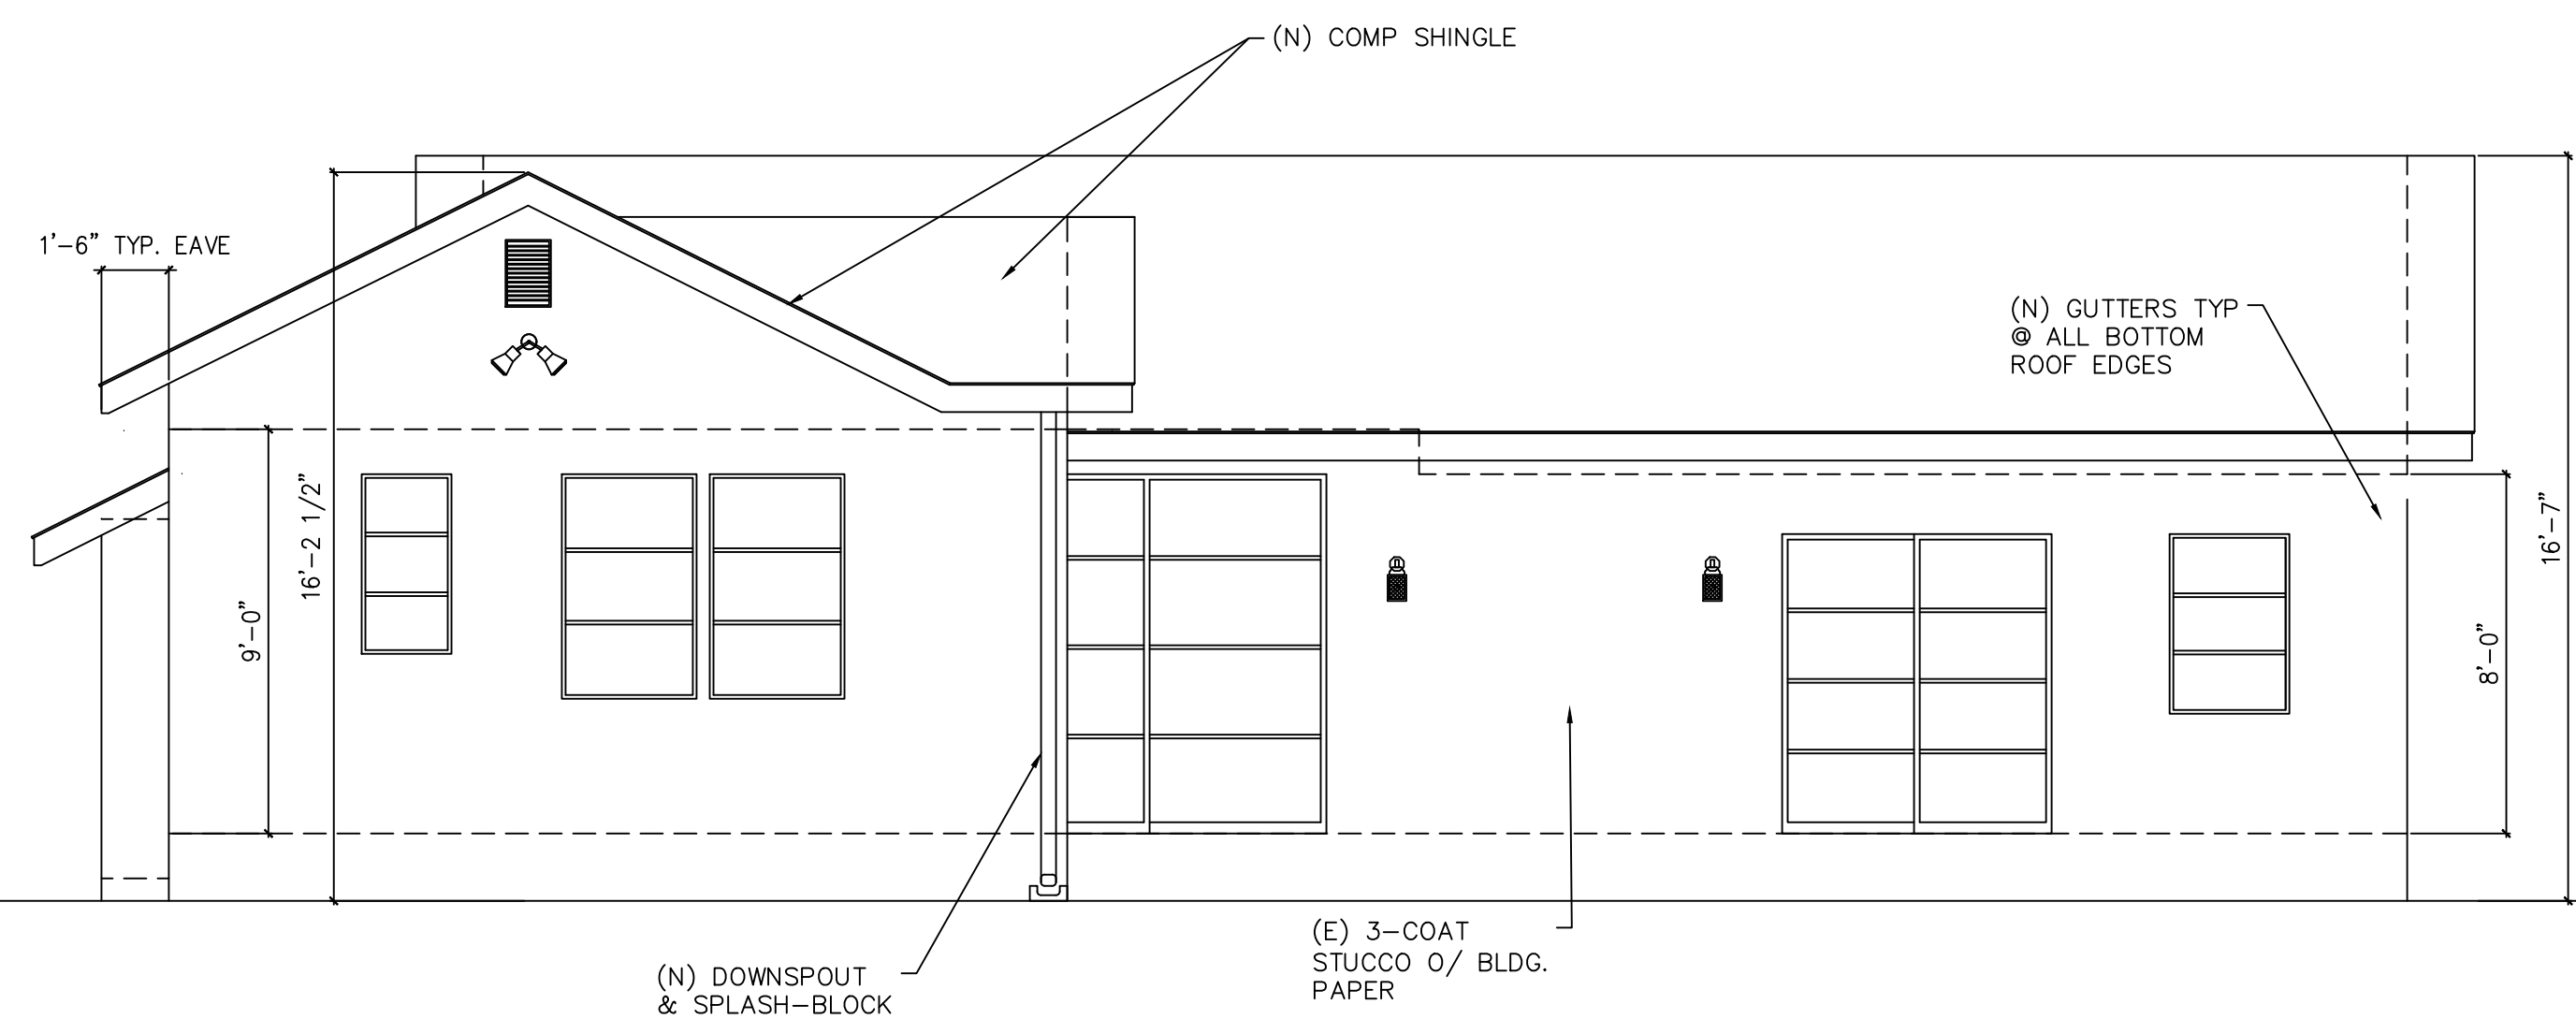 (N) COMP SHINGLE
1'-6" TYP. EAVE
(N) GUTTERS TYP
@ ALL BOTTOM
ROOF EDGES
16'-2 1/2"
9'-0"
16'-7"
8'-0"
(E) 3-COAT
STUCCO O/ BLDG.
PAPER
(N) DOWNSPOUT
& SPLASH-BLOCK